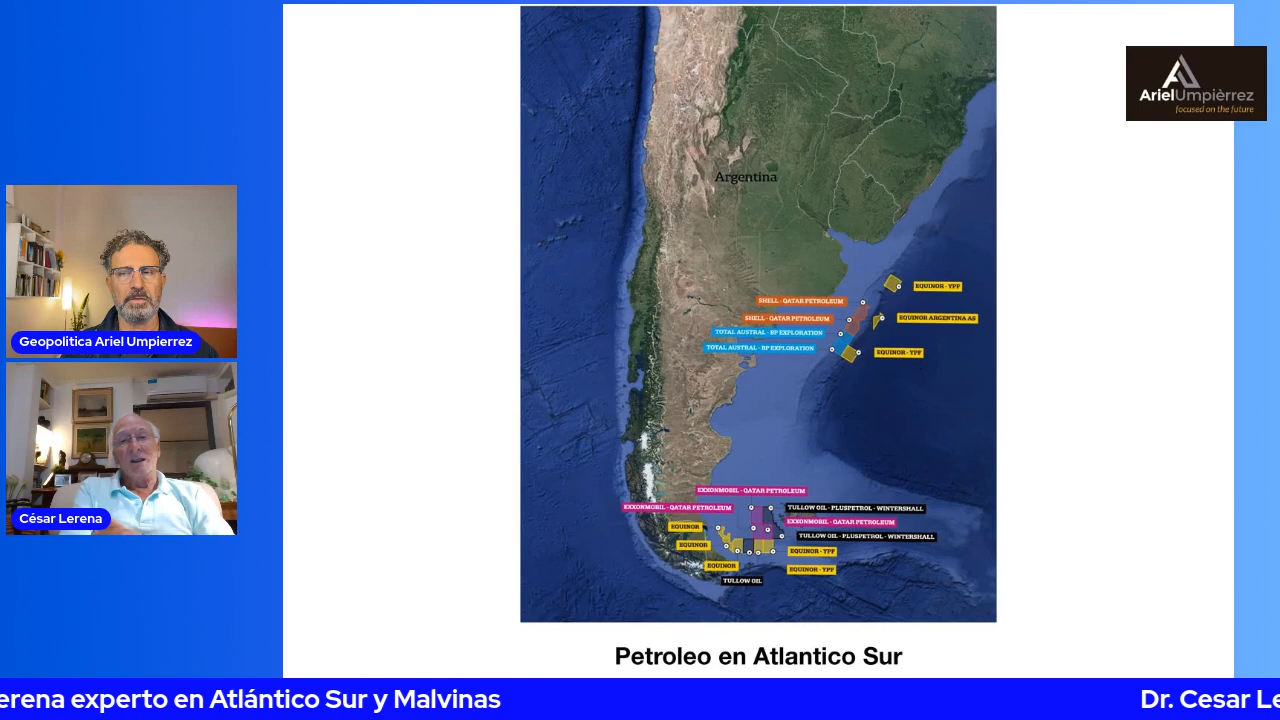 ArielUmpièrrez
focused on the future
Argentina
EQUINOR - YPF
SHELL - QATAR PETROLEUM
SHELL - QATAR PETROLEUM
EQUINOR ARGENTINA AS
TOTAL AUSTRAL - BP EXPLORATION
TOTAL AUSTRAL - BP EXPLORATION
EQUINOR - YPF
Geopolitica Ariel Umpierrez
EXXONMOBIL - QATAR PETROLEUM
EXXONMOBIL - QATAR PETROLEUM
TULLOW OIL - PLUSPETROL - WINTERSHALL
EXXONMOBIL - QATAR PETROLEUM
EQUINOR
TULLOW OIL - PLUSPETROL - WINTERSHALL
EQUINOR
EQUINOR - YPF
EQUINOR
EQUINOR - YPF
TULLOW OIL
César Lerena
Petroleo en Atlantico Sur
erena experto en Atlántico Sur y Malvinas
Dr. Cesar Le